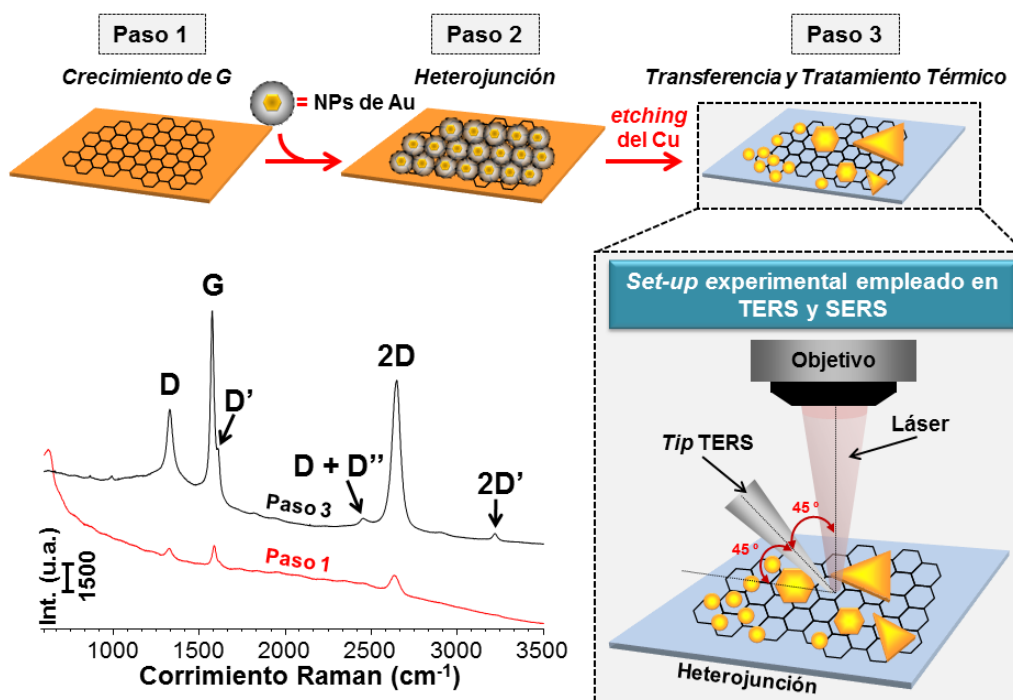 Paso 1
Paso 2
Paso 3
Crecimiento de G
Heterojunción
Transferencia y Tratamiento Térmico
= NPs de Au
etching
del Cu
Set-up experimental empleado en
TERS y SERS
Objetivo
Láser
Tip TERS
45 º
45 º
Heterojunción
G
D
D’
2D
D + D’’
2D’
Paso 3
Paso 1
Int. (u.a.)
1500
1000 1500 2000 2500 3000 3500
Corrimiento Raman (cm-1)